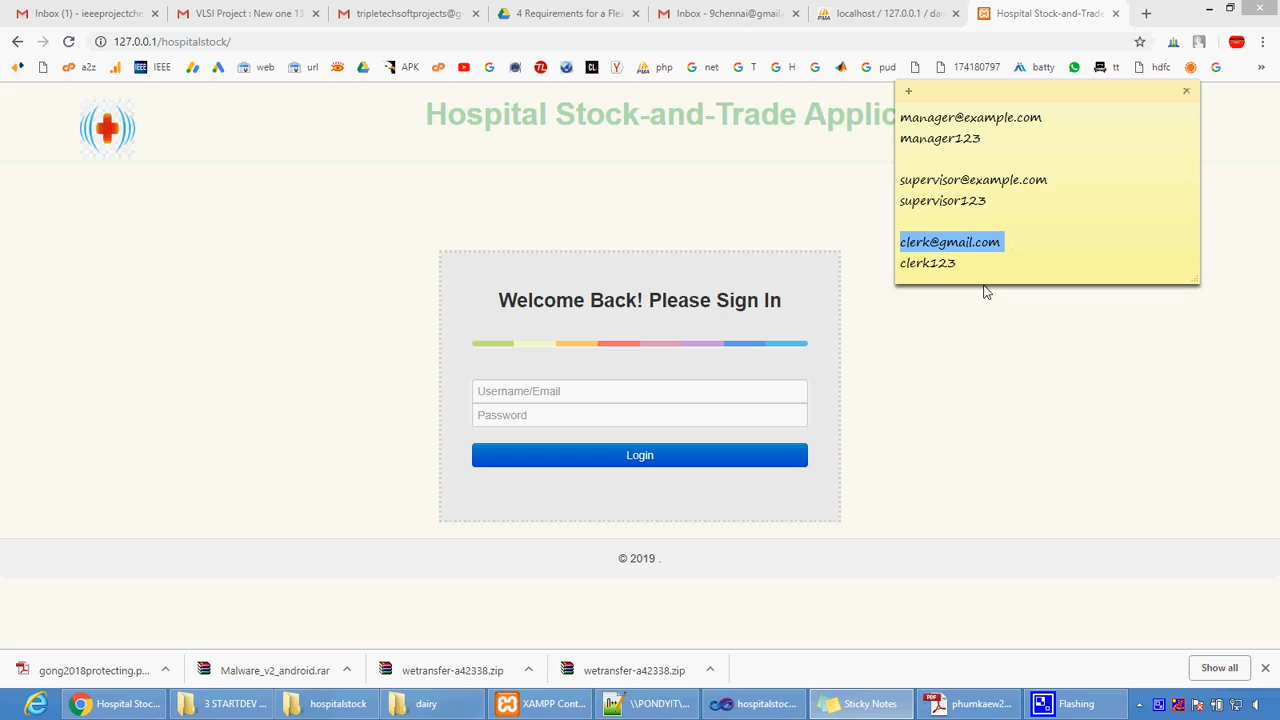 Inbox (1) - ieeeprojectche
VLSI Project : Newone 13
tripletechsoftprojects@g
4 Requirements for a Flex
Inbox - 9chennai@gmail
localhost / 127.0.0.1 / dai
Hospital Stock-and-Trade
127.0.0.1/hospitalstock/
a2z IEEE web url APK php net T H pud 174180797 batty tt hdfc »
Hospital Stock-and-Trade Applic
manager@example.com
manager123
supervisor@example.com
supervisor123
clerk@gmail.com
clerk123
Welcome Back! Please Sign In
Username/Email
Password
Login
© 2019 .
gong2018protecting.p...
Malware_v2_android.rar
wetransfer-a42338.zip
wetransfer-a42338.zip
Show all
Hospital Stoc...
3 STARTDEV ...
hospitalstock
dairy
XAMPP Cont...
\\PONDYIT\...
hospitalstoc...
Sticky Notes
phumkaew2...
Flashing